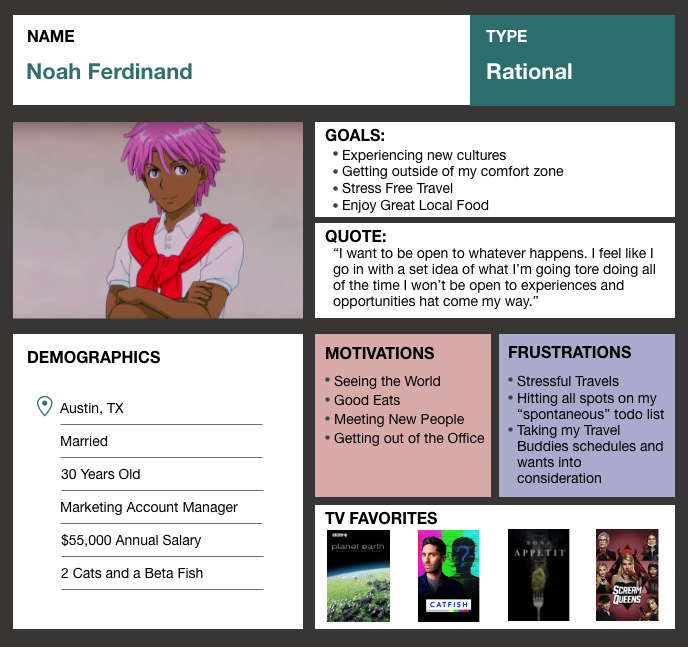 NAME
Noah Ferdinand
TYPE
Rational
GOALS:
• Experiencing new cultures
• Getting outside of my comfort zone
• Stress Free Travel
• Enjoy Great Local Food
QUOTE:
“I want to be open to whatever happens. I feel like I
go in with a set idea of what I’m going tore doing all
of the time I won’t be open to experiences and
opportunities hat come my way.”
DEMOGRAPHICS
Austin, TX
Married
30 Years Old
Marketing Account Manager
$55,000 Annual Salary
2 Cats and a Beta Fish
MOTIVATIONS
• Seeing the World
• Good Eats
• Meeting New People
• Getting out of the Office
FRUSTRATIONS
• Stressful Travels
• Hitting all spots on my
“spontaneous” todo list
• Taking my Travel
Buddies schedules and
wants into
consideration
TV FAVORITES
BBC
planet earth
?
CATFISH
BONG
APPETIT
SCREAM
QUEENS